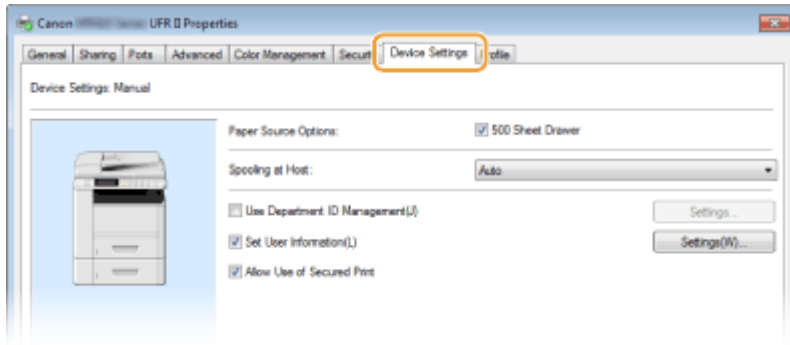 Canon UFR II Properties
General Sharing Ports Advanced Color Management Securi Device Settings rofile
Device Settings: Manual
Paper Source Options: 500 Sheet Drawer
Spooling at Host: Auto
Use Department ID Management(J) Settings...
Set User Information(L) Settings(W)...
Allow Use of Secured Print